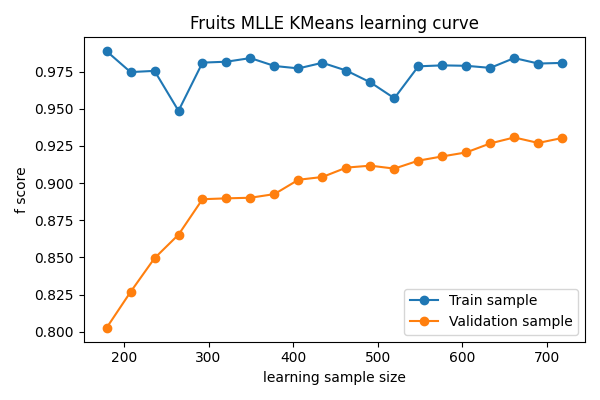 Fruits MLLE KMeans learning curve
f score
0.975
0.950
0.925
0.900
0.875
0.850
0.825
0.800
Train sample
Validation sample
200
300
400
500
600
700
learning sample size